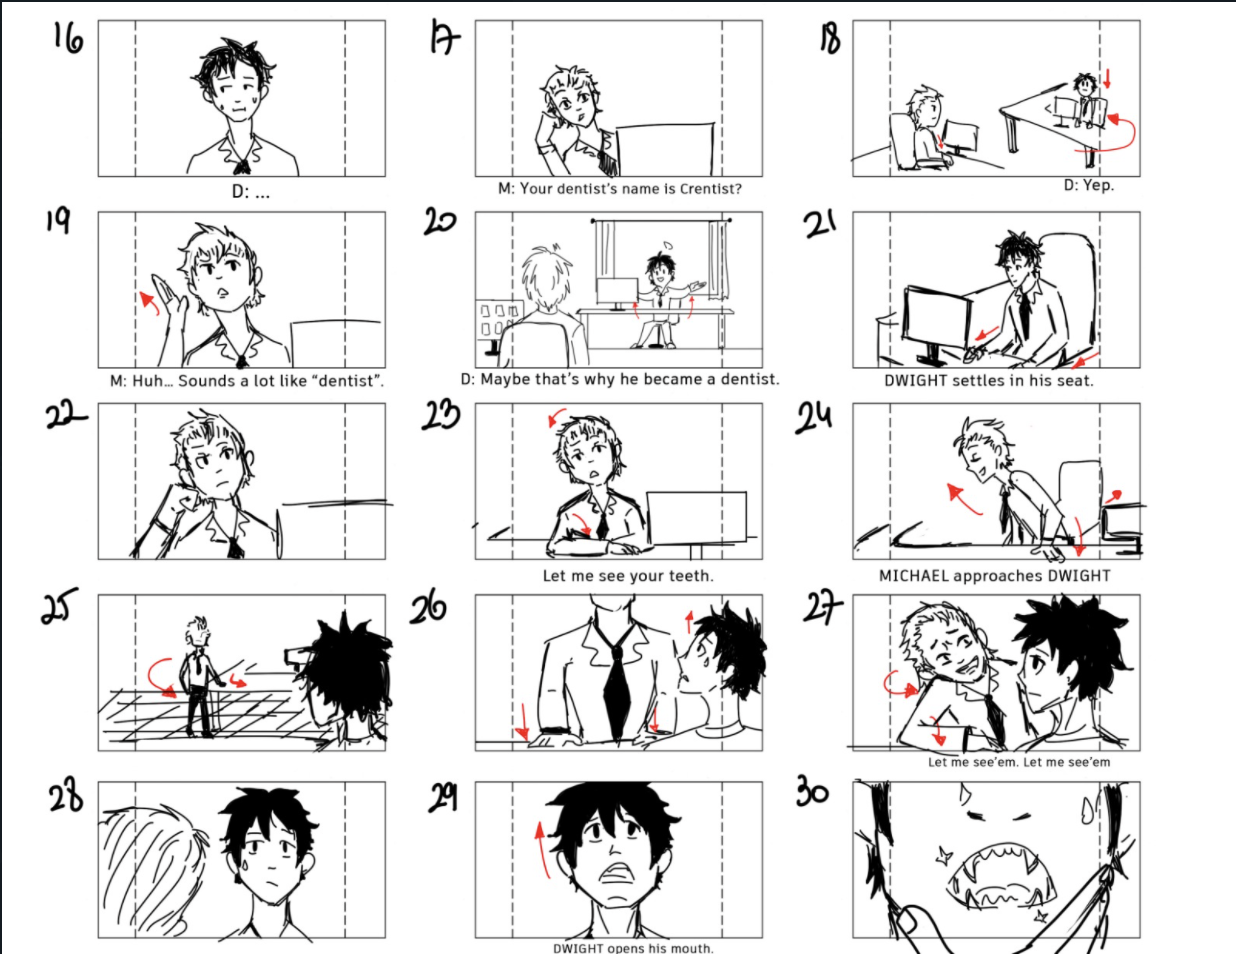 16
17
18
D: ...
M: Your dentist's name is Crentist?
D: Yep.
19
20
21
M
M: Huh... Sounds a lot like "dentist".
D: Maybe that's why he became a dentist.
DWIGHT settles in his seat.
22
23
24
Let me see your teeth.
MICHAEL approaches DWIGHT
25
26
27
Let me see'em. Let me see'em
28
29
30
DWIGHT opens his mouth.